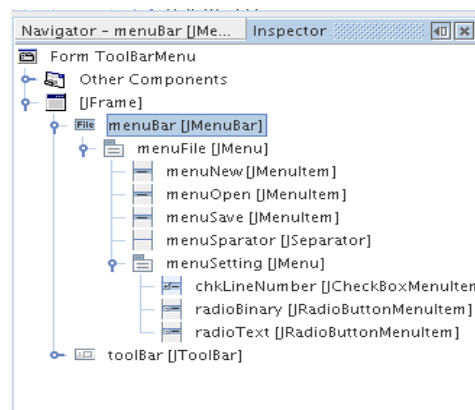 Navigator - menuBar [JMe... Inspector
Form ToolBarMenu
Other Components
[JFrame]
File menuBar [JMenuBar]
menuFile [JMenu]
menuNew[JMenuItem]
menuOpen [JMenuItem]
menuSave [JMenuItem]
menuSparator [JSeparator]
menuSetting [JMenu]
chkLineNumber [JCheckBoxMenuItem
radioBinary [JRadioButtonMenuItem]
radioText [JRadioButtonMenuItem]
toolBar [JToolBar]